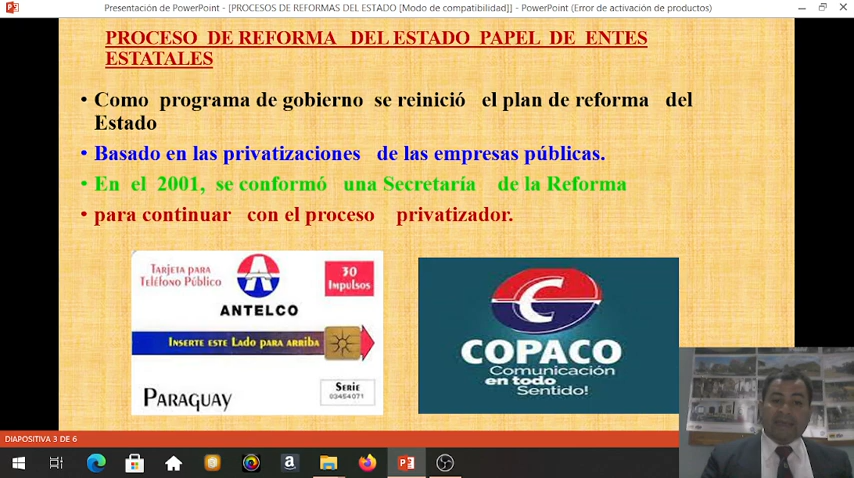 Presentación de PowerPoint - [PROCESOS DE REFORMAS DEL ESTADO [Modo de compatibilidad]] - PowerPoint (Error de activación de productos)
PROCESO DE REFORMA DEL ESTADO PAPEL DE ENTES
ESTATALES
• Como programa de gobierno se reinició el plan de reforma del
Estado
• Basado en las privatizaciones de las empresas públicas.
• En el 2001, se conformó una Secretaría de la Reforma
• para continuar con el proceso privatizador.
TARJETA PARA
TELÉFONO PÚBLICO
30
Impulsos
ANTELCO
INSERTE ESTE LADO PARA ARRIBA
PARAGUAY
SERIE
03454071
COPACO
Comunicación
en todo
Sentido!
DIAPOSITIVA 3 DE 6